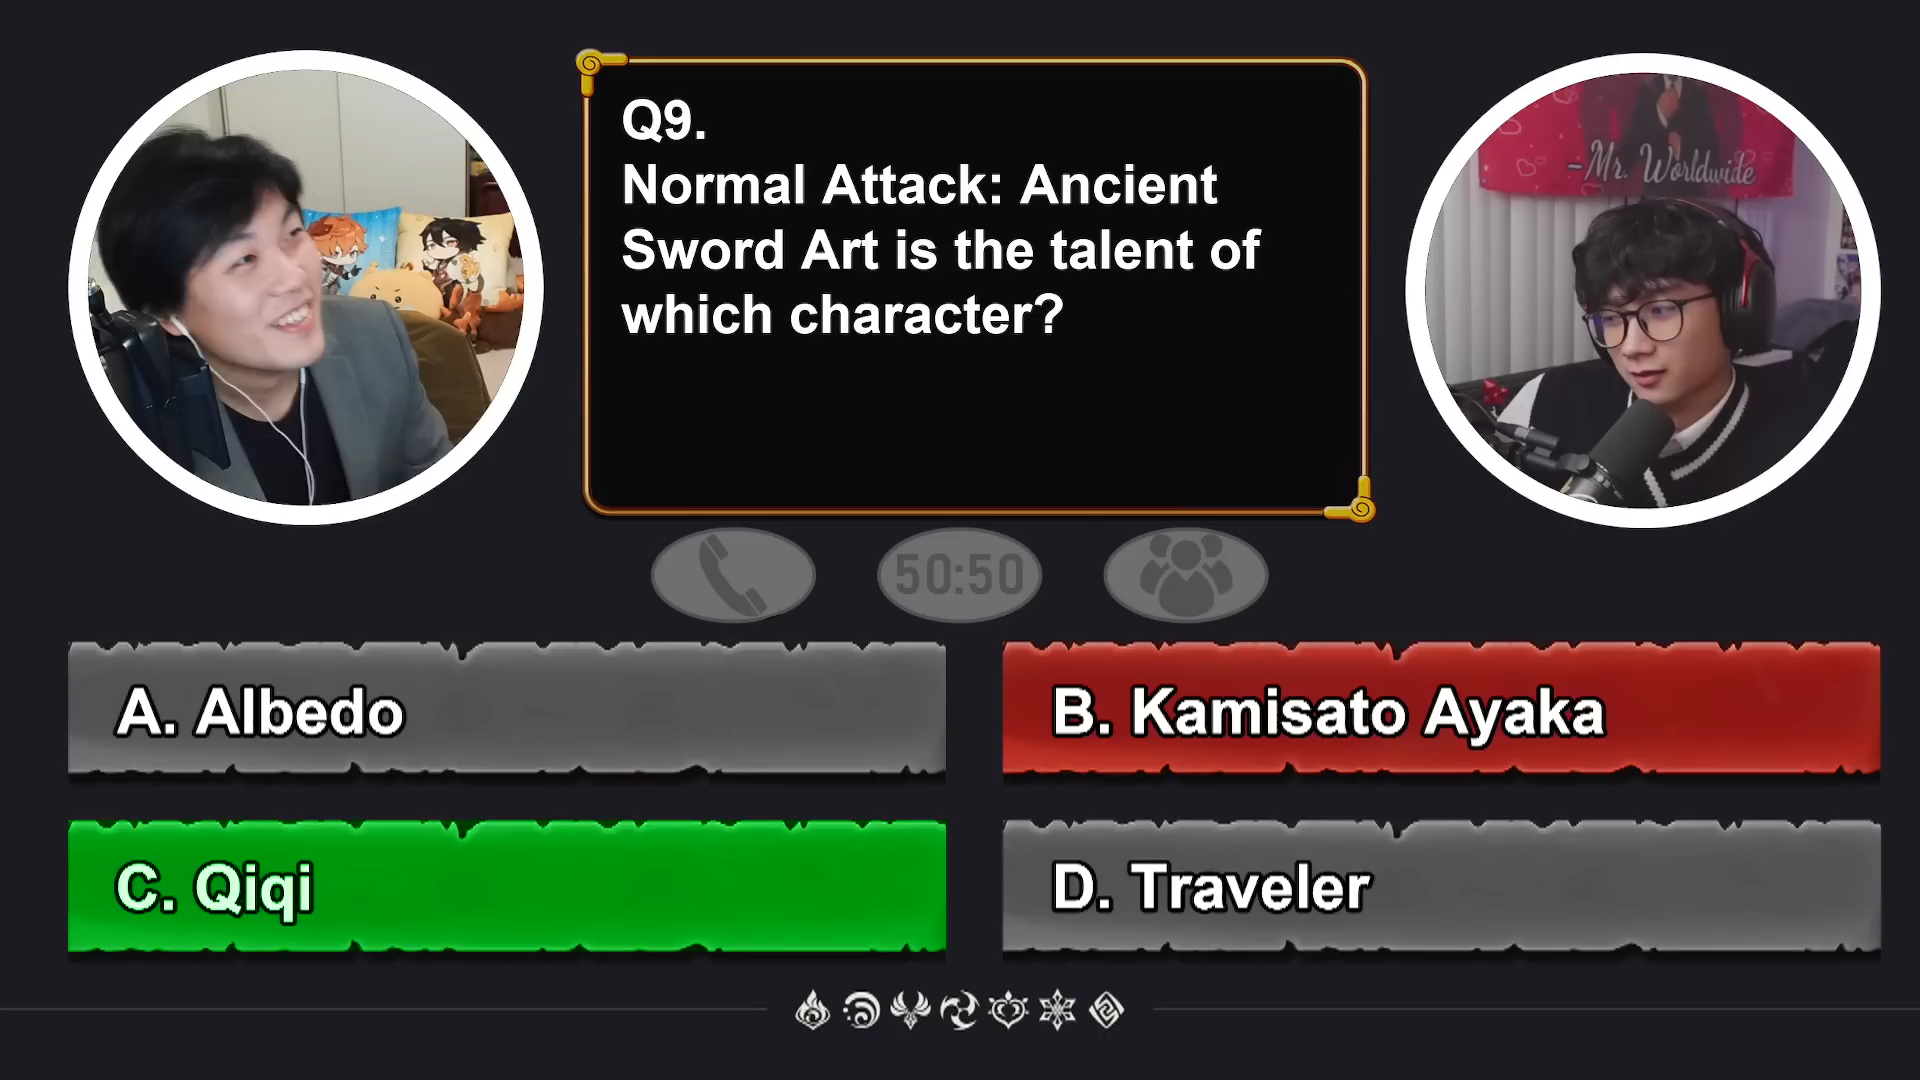 Q9.
Normal Attack: Ancient
Sword Art is the talent of
which character?
-Mr. Worldwide
50:50
A. Albedo
B. Kamisato Ayaka
C. Qiqi
D. Traveler